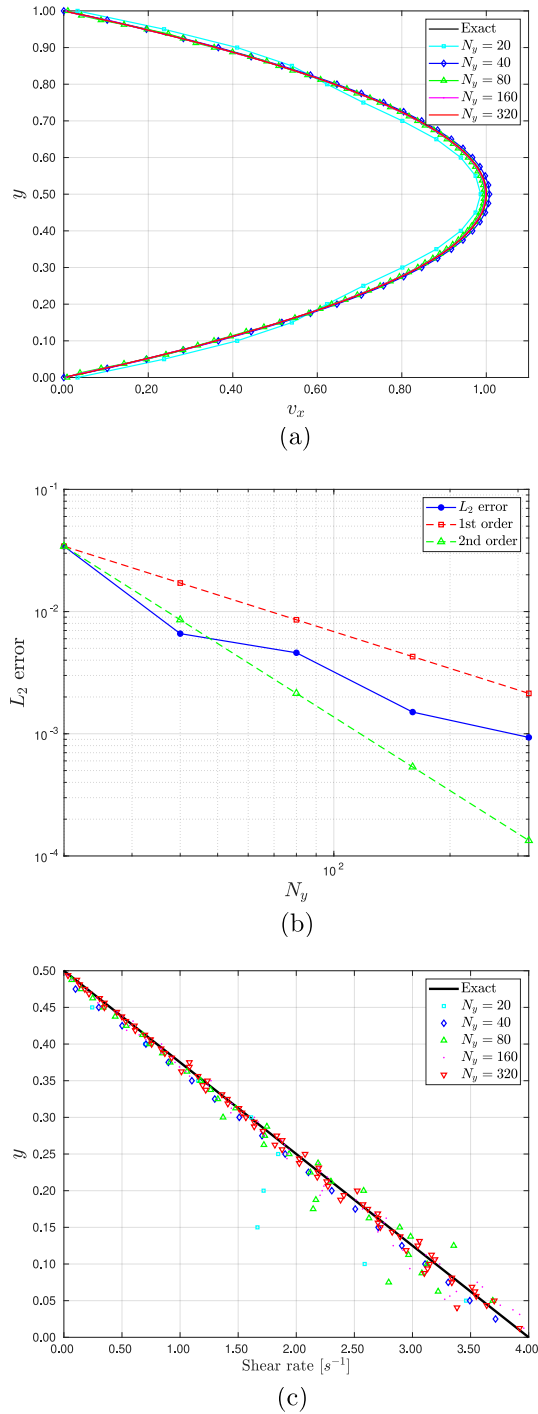 1.00
0.90
0.80
0.70
0.60
0.50
0.40
0.30
0.20
0.10
0.00
y
0.00 0.20 0.40 0.60 0.80 1.00
v_x
Exact
N_y = 20
N_y = 40
N_y = 80
N_y = 160
N_y = 320
(a)
10^-1
10^-2
10^-3
10^-4
L_2 error
10^2
N_y
L_2 error
1st order
2nd order
(b)
0.50
0.45
0.40
0.35
0.30
0.25
0.20
0.15
0.10
0.05
0.00
y
0.00 0.50 1.00 1.50 2.00 2.50 3.00 3.50 4.00
Shear rate [s^-1]
Exact
N_y = 20
N_y = 40
N_y = 80
N_y = 160
N_y = 320
(c)